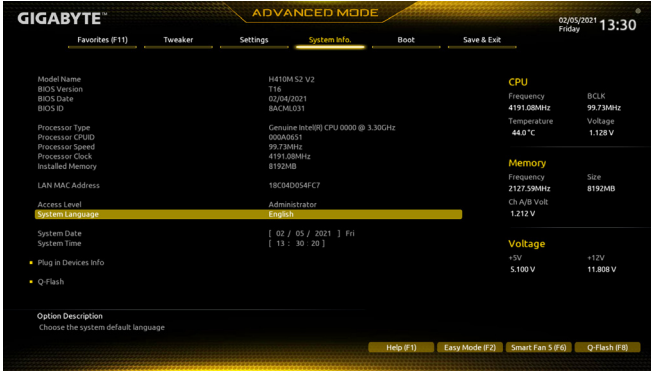 GIGABYTE™
ADVANCED MODE
02/05/2021 13:30
Friday
Favorites (F11) Tweaker Settings System Info. Boot Save & Exit
Model Name H410M S2 V2
BIOS Version T16
BIOS Date 02/04/2021
BIOS ID BACML031
Processor Type Genuine Intel(R) CPU 0000 @ 3.30GHz
Processor CPUID 000A0651
Processor Speed 99.73MHz
Processor Clock 4191.08MHz
Installed Memory 8192MB
LAN MAC Address 18C04D054FC7
Access Level Administrator
System Language English
System Date [ 02 / 05 / 2021 ] Fri
System Time [ 13 : 30 : 20 ]
Plug in Devices Info
Q-Flash
CPU
Frequency BCLK
4191.08MHz 99.73MHz
Temperature Voltage
44.0 °C 1.128 V
Memory
Frequency Size
2127.59MHz 8192MB
Ch A/B Volt
1.212 V
Voltage
+5V +12V
5.100 V 11.808 V
Option Description
Choose the system default language
Help (F1) Easy Mode (F2) Smart Fan 5 (F6) Q-Flash (F8)